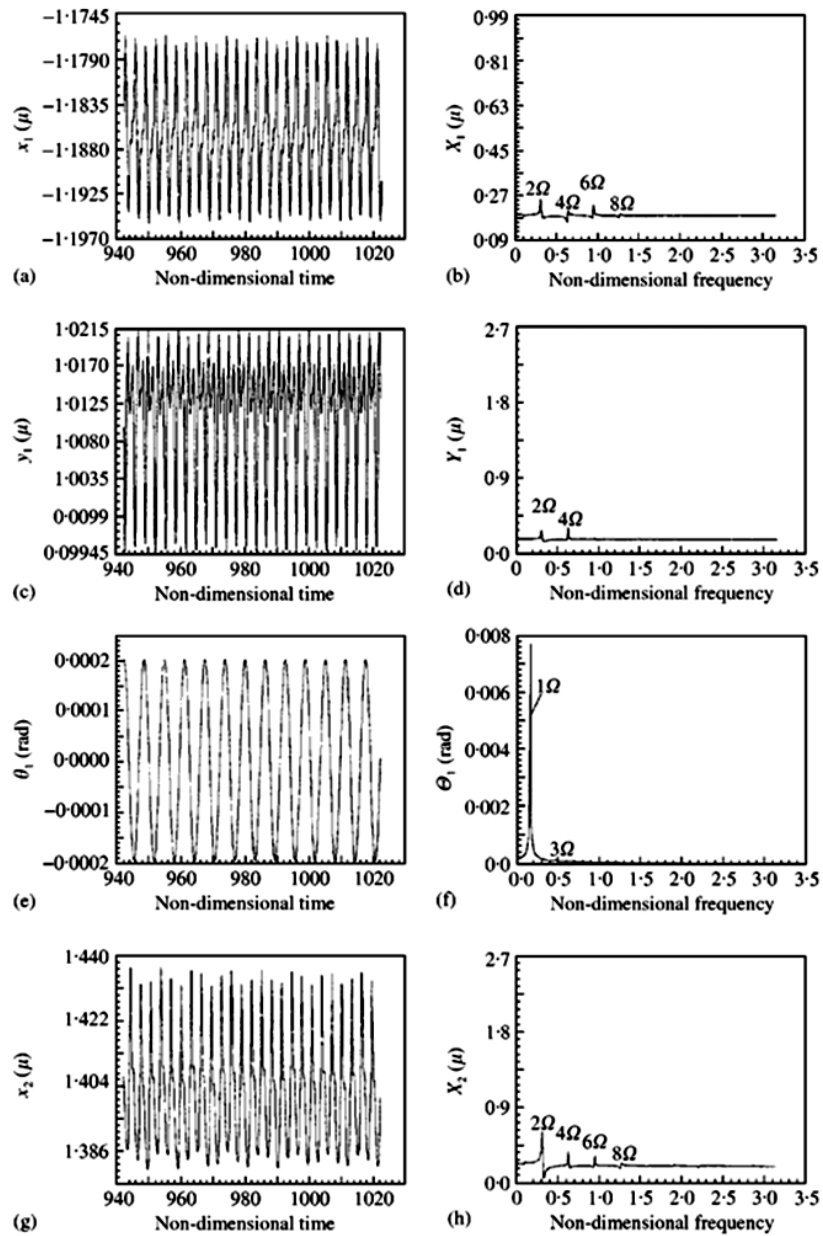 −1·1745
−1·1790
−1·1835
−1·1880
−1·1925
−1·1970
x₁ (μ)
940 960 980 1000 1020
(a) Non-dimensional time
0·99
0·81
0·63
0·45
0·27
0·09
X₁ (μ)
2Ω 4Ω 6Ω 8Ω
0 0·5 1·0 1·5 2·0 2·5 3·0 3·5
(b) Non-dimensional frequency
1·0215
1·0170
1·0125
1·0080
1·0035
0·0099
0·09945
y₁ (μ)
940 960 980 1000 1020
(c) Non-dimensional time
2·7
1·8
0·9
0·0
Y₁ (μ)
2Ω 4Ω
0 0·5 1·0 1·5 2·0 2·5 3·0 3·5
(d) Non-dimensional frequency
0·0002
0·0001
0·0000
−0·0001
−0·0002
θ₁ (rad)
940 960 980 1000 1020
(e) Non-dimensional time
0·008
0·006
0·004
0·002
0·0
Θ₁ (rad)
1Ω
3Ω
0·0 0·5 1·0 1·5 2·0 2·5 3·0 3·5
(f) Non-dimensional frequency
1·440
1·422
1·404
1·386
x₂ (μ)
940 960 980 1000 1020
(g) Non-dimensional time
2·7
1·8
0·9
0·0
X₂ (μ)
2Ω 4Ω 6Ω 8Ω
0 0·5 1·0 1·5 2·0 2·5 3·0 3·5
(h) Non-dimensional frequency